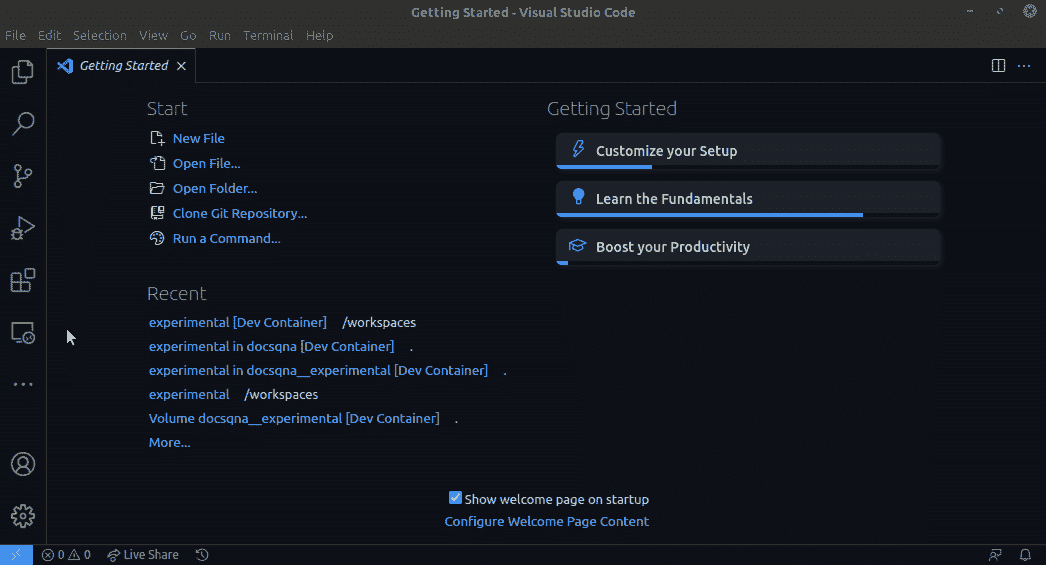 Getting Started - Visual Studio Code
File Edit Selection View Go Run Terminal Help
Getting Started
Start
New File
Open File...
Open Folder...
Clone Git Repository...
Run a Command...
Recent
experimental [Dev Container] /workspaces
experimental in docsqna [Dev Container] .
experimental in docsqna__experimental [Dev Container] .
experimental /workspaces
Volume docsqna__experimental [Dev Container] .
More...
Getting Started
Customize your Setup
Learn the Fundamentals
Boost your Productivity
Show welcome page on startup
Configure Welcome Page Content
0 0 Live Share